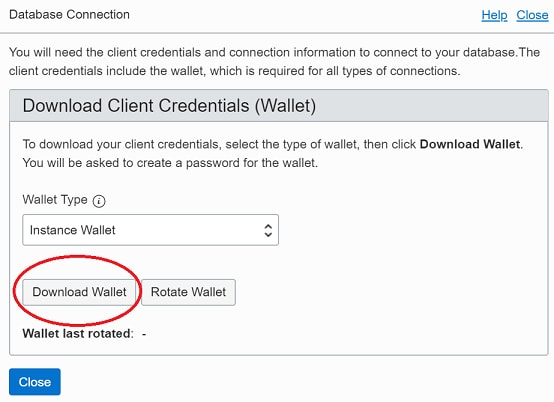 Database Connection
Help Close
You will need the client credentials and connection information to connect to your database.The
client credentials include the wallet, which is required for all types of connections.
Download Client Credentials (Wallet)
To download your client credentials, select the type of wallet, then click Download Wallet.
You will be asked to create a password for the wallet.
Wallet Type i
Instance Wallet
Download Wallet Rotate Wallet
Wallet last rotated: -
Close